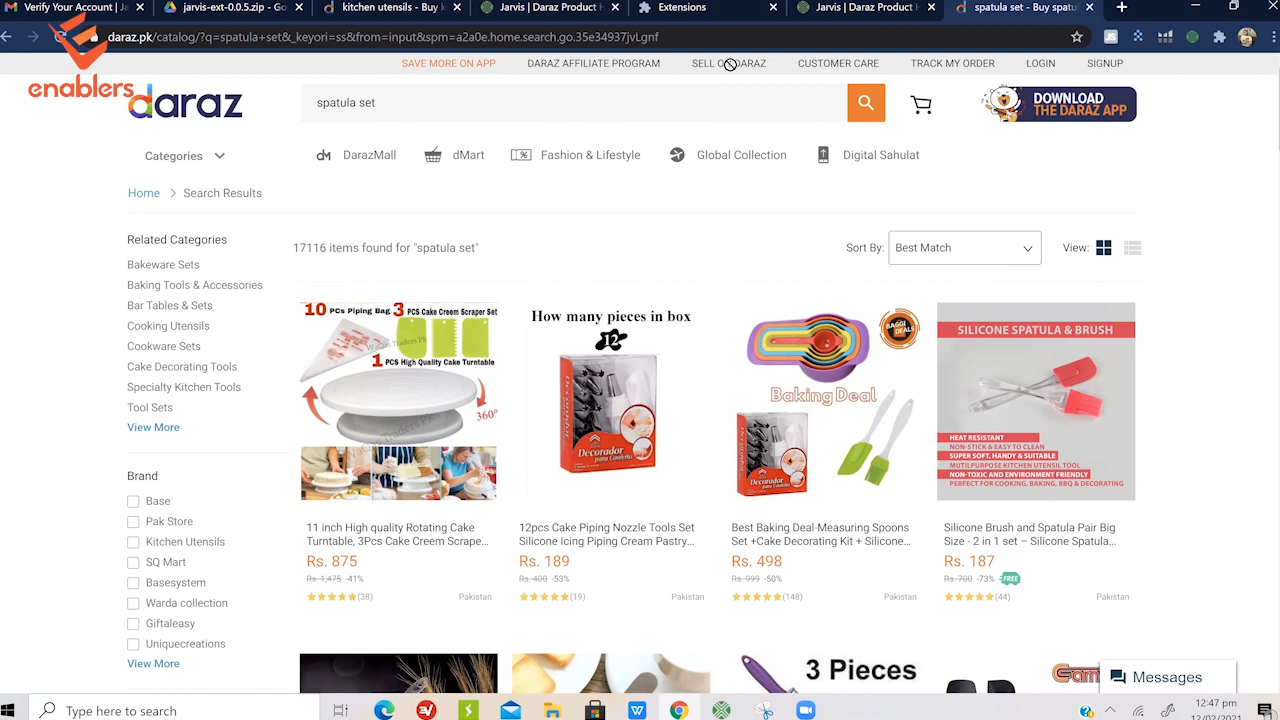 Verify Your Account
daraz-ext-0.0.5.zip - Go
kitchen utensils - Buy k
Jarvis | Daraz Product H
Jarvis | Daraz Product H
Extensions
Jarvis | Daraz Product H
daraz.pk/catalog/?q=spatula+set&_keyori=ss&from=input&spm=a2a0e.home.search.go.35e34937jvLgnf
enablers
SAVE MORE ON APP
DARAZ AFFILIATE PROGRAM
SELL ON DARAZ
CUSTOMER CARE
TRACK MY ORDER
LOGIN
SIGNUP
daraz
spatula set
DOWNLOAD
THE DARAZ APP
Categories
DarazMall
dMart
Fashion & Lifestyle
Global Collection
Digital Sahulat
Home
Search Results
Related Categories
Bakeware Sets
Baking Tools & Accessories
Bar Tables & Sets
Cooking Utensils
Cookware Sets
Cake Decorating Tools
Specialty Kitchen Tools
Tool Sets
View More
Brand
Base
Pak Store
Kitchen Utensils
SQ Mart
Basesystem
Warda collection
Giftaleasy
Uniquecreations
View More
17116 items found for "spatula set"
Sort By:
Best Match
View:
10 PCs Piping Bag 3 PCS Cake Creem Scraper Set
1 PCS High Quality Cake Turntable
360°
11 inch High quality Rotating Cake
Turntable, 3Pcs Cake Creem Scrape...
Rs. 875
Rs. 1,475 -41%
(38)
Pakistan
How many pieces in box
12
Decorador
para Confeito
12pcs Cake Piping Nozzle Tools Set
Silicone Icing Piping Cream Pastry...
Rs. 189
Rs. 400 -53%
(19)
Pakistan
BAGGI
DEALS
Baking Deal
Decorador
para Confeito
Best Baking Deal-Measuring Spoons
Set +Cake Decorating Kit + Silicone...
Rs. 498
Rs. 999 -50%
(148)
Pakistan
SILICONE SPATULA & BRUSH
HEAT RESISTANT
NON-STICK & EASY TO CLEAN
SUPER SOFT, HANDY & SUITABLE
MUTILPURPOSE KITCHEN UTENSIL TOOL
NON-TOXIC AND ENVIRONMENT FRIENDLY
PERFECT FOR COOKING, BAKING, BBQ & DECORATING
Silicone Brush and Spatula Pair Big
Size - 2 in 1 set – Silicone Spatula...
Rs. 187
Rs. 700 -73% FREE
(44)
Pakistan
3 Pieces
Messages
Type here to search
12:47 pm
12/02/2021